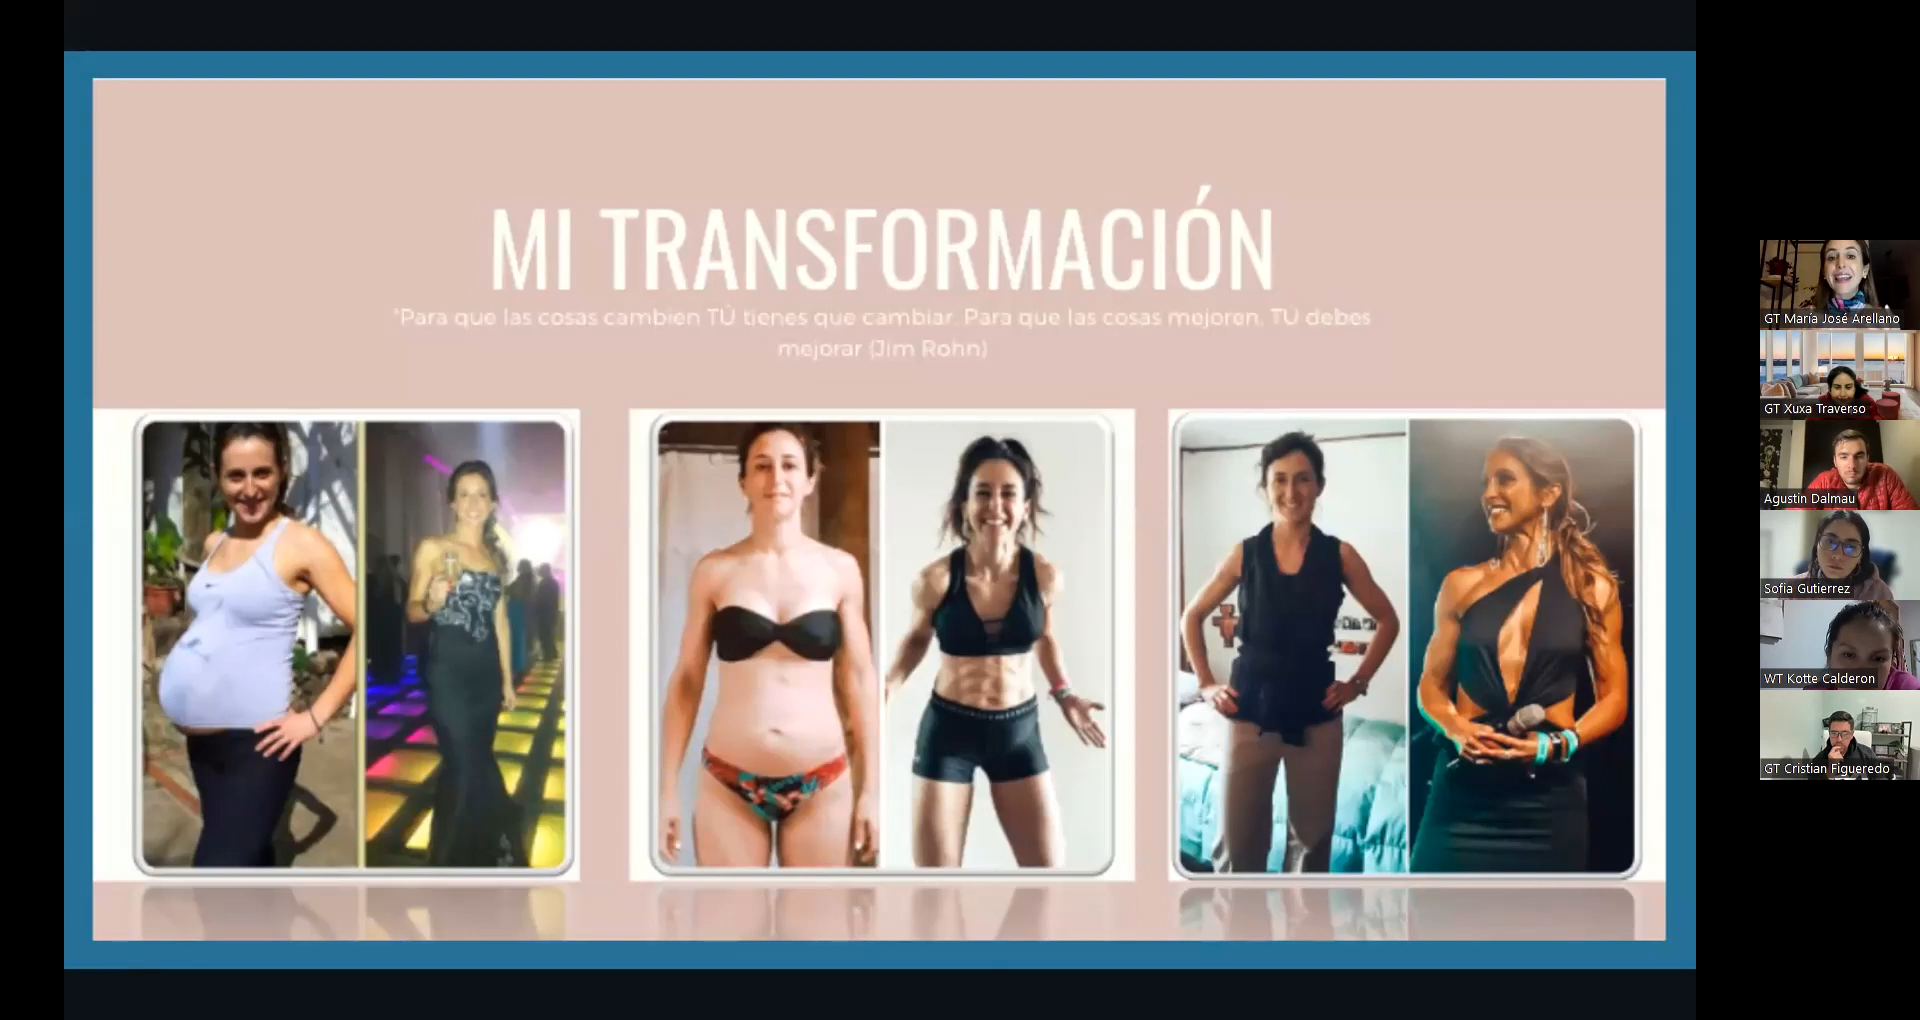 MI TRANSFORMACIÓN
"Para que las cosas cambien TÚ tienes que cambiar. Para que las cosas mejoren, TÚ debes
mejorar (Jim Rohn)
GT María José Arellano
GT Xuxa Traverso
Agustin Dalmau
Sofia Gutierrez
WT Kotte Calderon
GT Cristian Figueredo